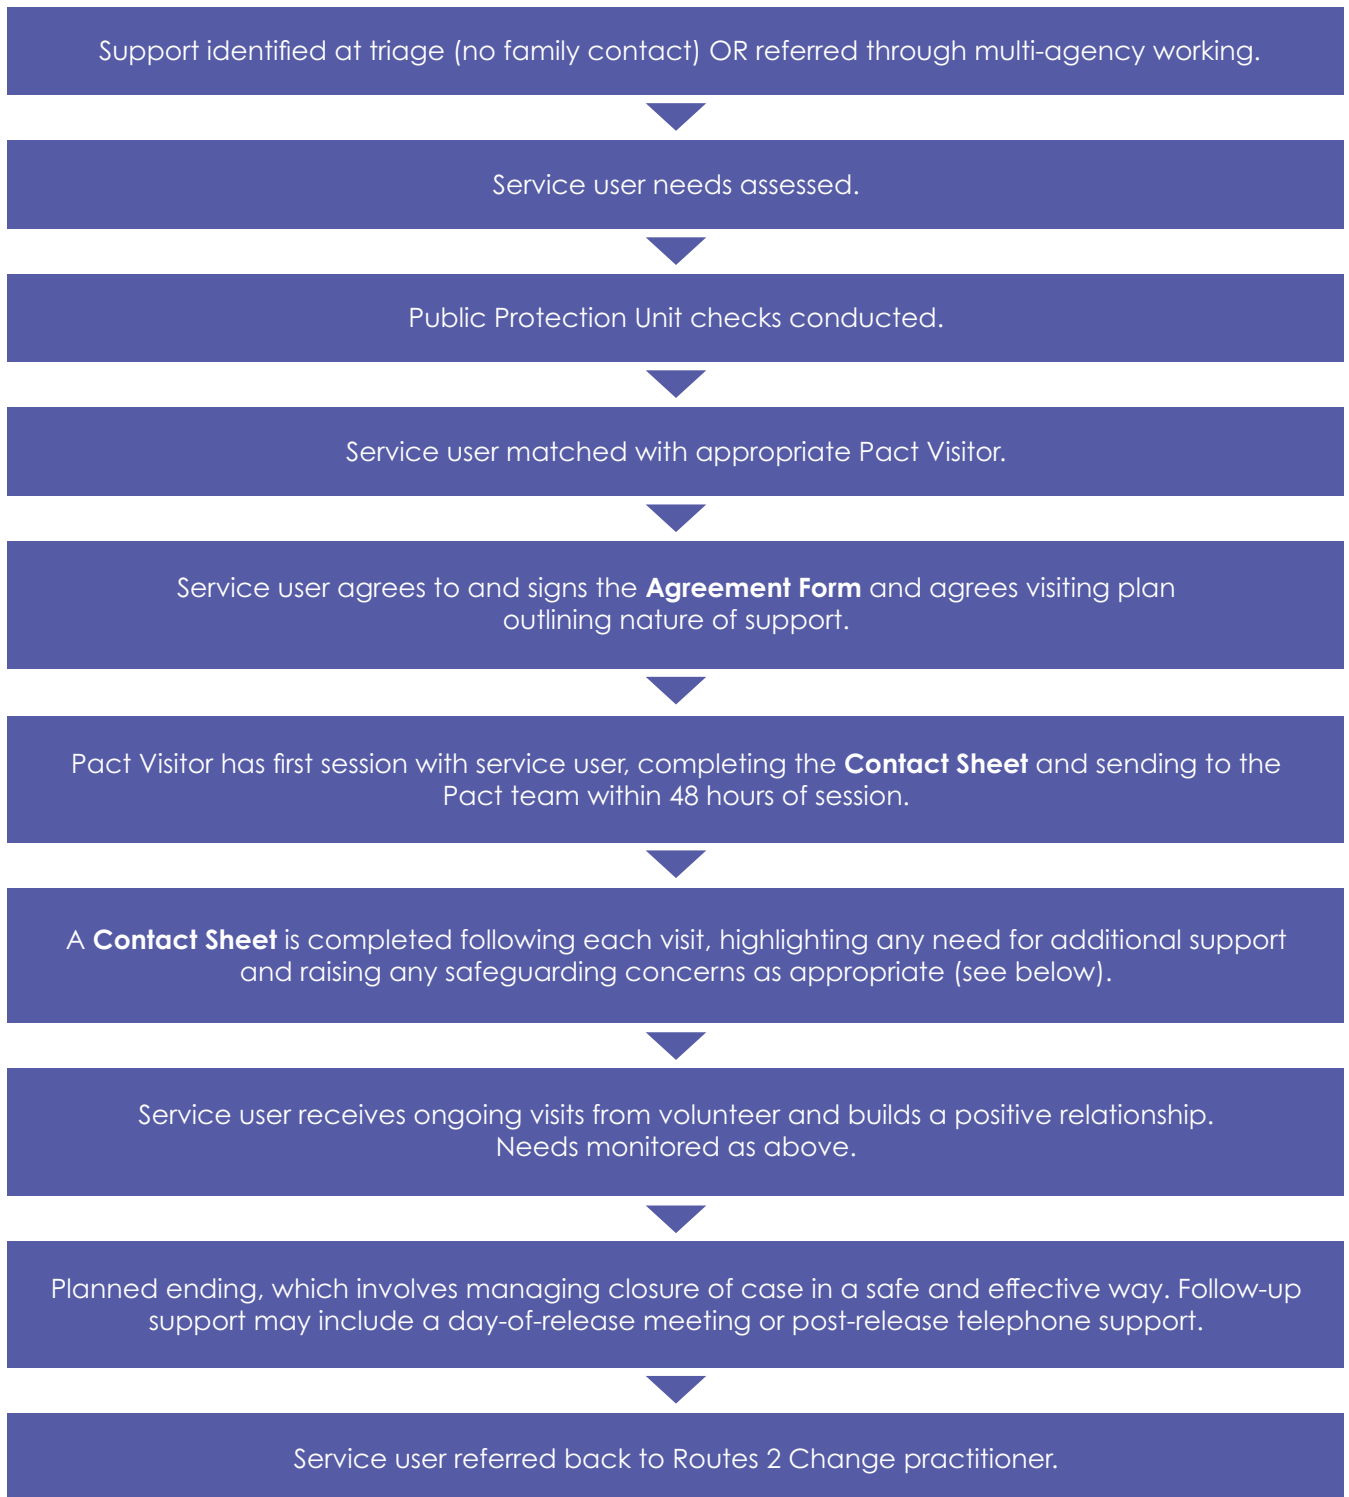 Support identified at triage (no family contact) OR referred through multi-agency working.
Service user needs assessed.
Public Protection Unit checks conducted.
Service user matched with appropriate Pact Visitor.
Service user agrees to and signs the Agreement Form and agrees visiting plan
outlining nature of support.
Pact Visitor has first session with service user, completing the Contact Sheet and sending to the
Pact team within 48 hours of session.
A Contact Sheet is completed following each visit, highlighting any need for additional support
and raising any safeguarding concerns as appropriate (see below).
Service user receives ongoing visits from volunteer and builds a positive relationship.
Needs monitored as above.
Planned ending, which involves managing closure of case in a safe and effective way. Follow-up
support may include a day-of-release meeting or post-release telephone support.
Service user referred back to Routes 2 Change practitioner.